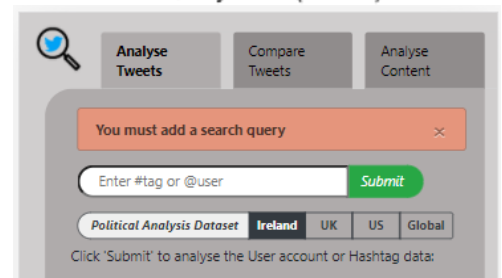 Analyse Tweets
Compare Tweets
Analyse Content
You must add a search query ×
Enter #tag or @user Submit
Political Analysis Dataset Ireland UK US Global
Click 'Submit' to analyse the User account or Hashtag data: